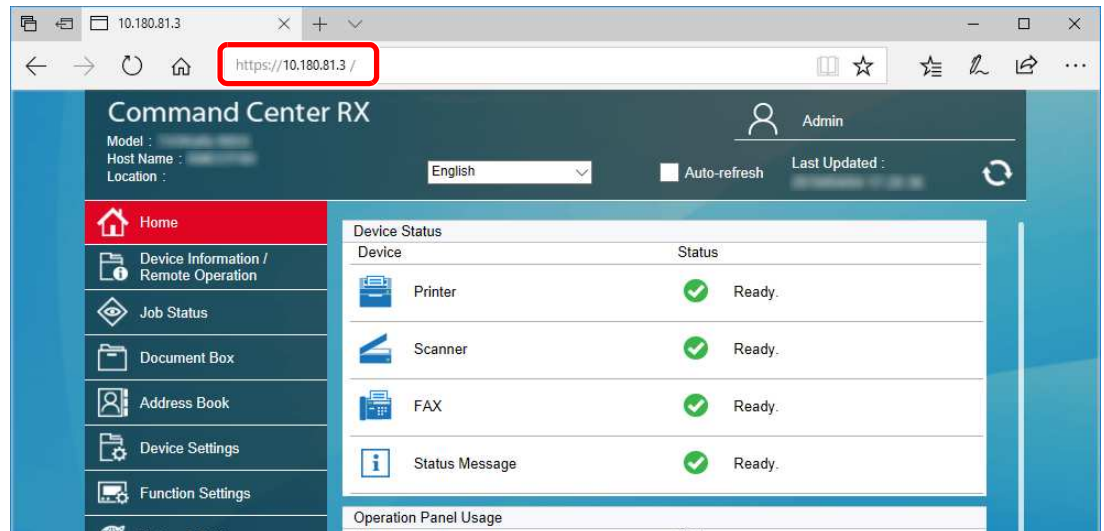 10.180.81.3
https://10.180.81.3 /
Command Center RX
Admin
Model :
Host Name :
Location :
English
Auto-refresh
Last Updated :
Home
Device Information /
Remote Operation
Job Status
Document Box
Address Book
Device Settings
Function Settings
Device Status
Device Status
Printer Ready.
Scanner Ready.
FAX Ready.
Status Message Ready.
Operation Panel Usage